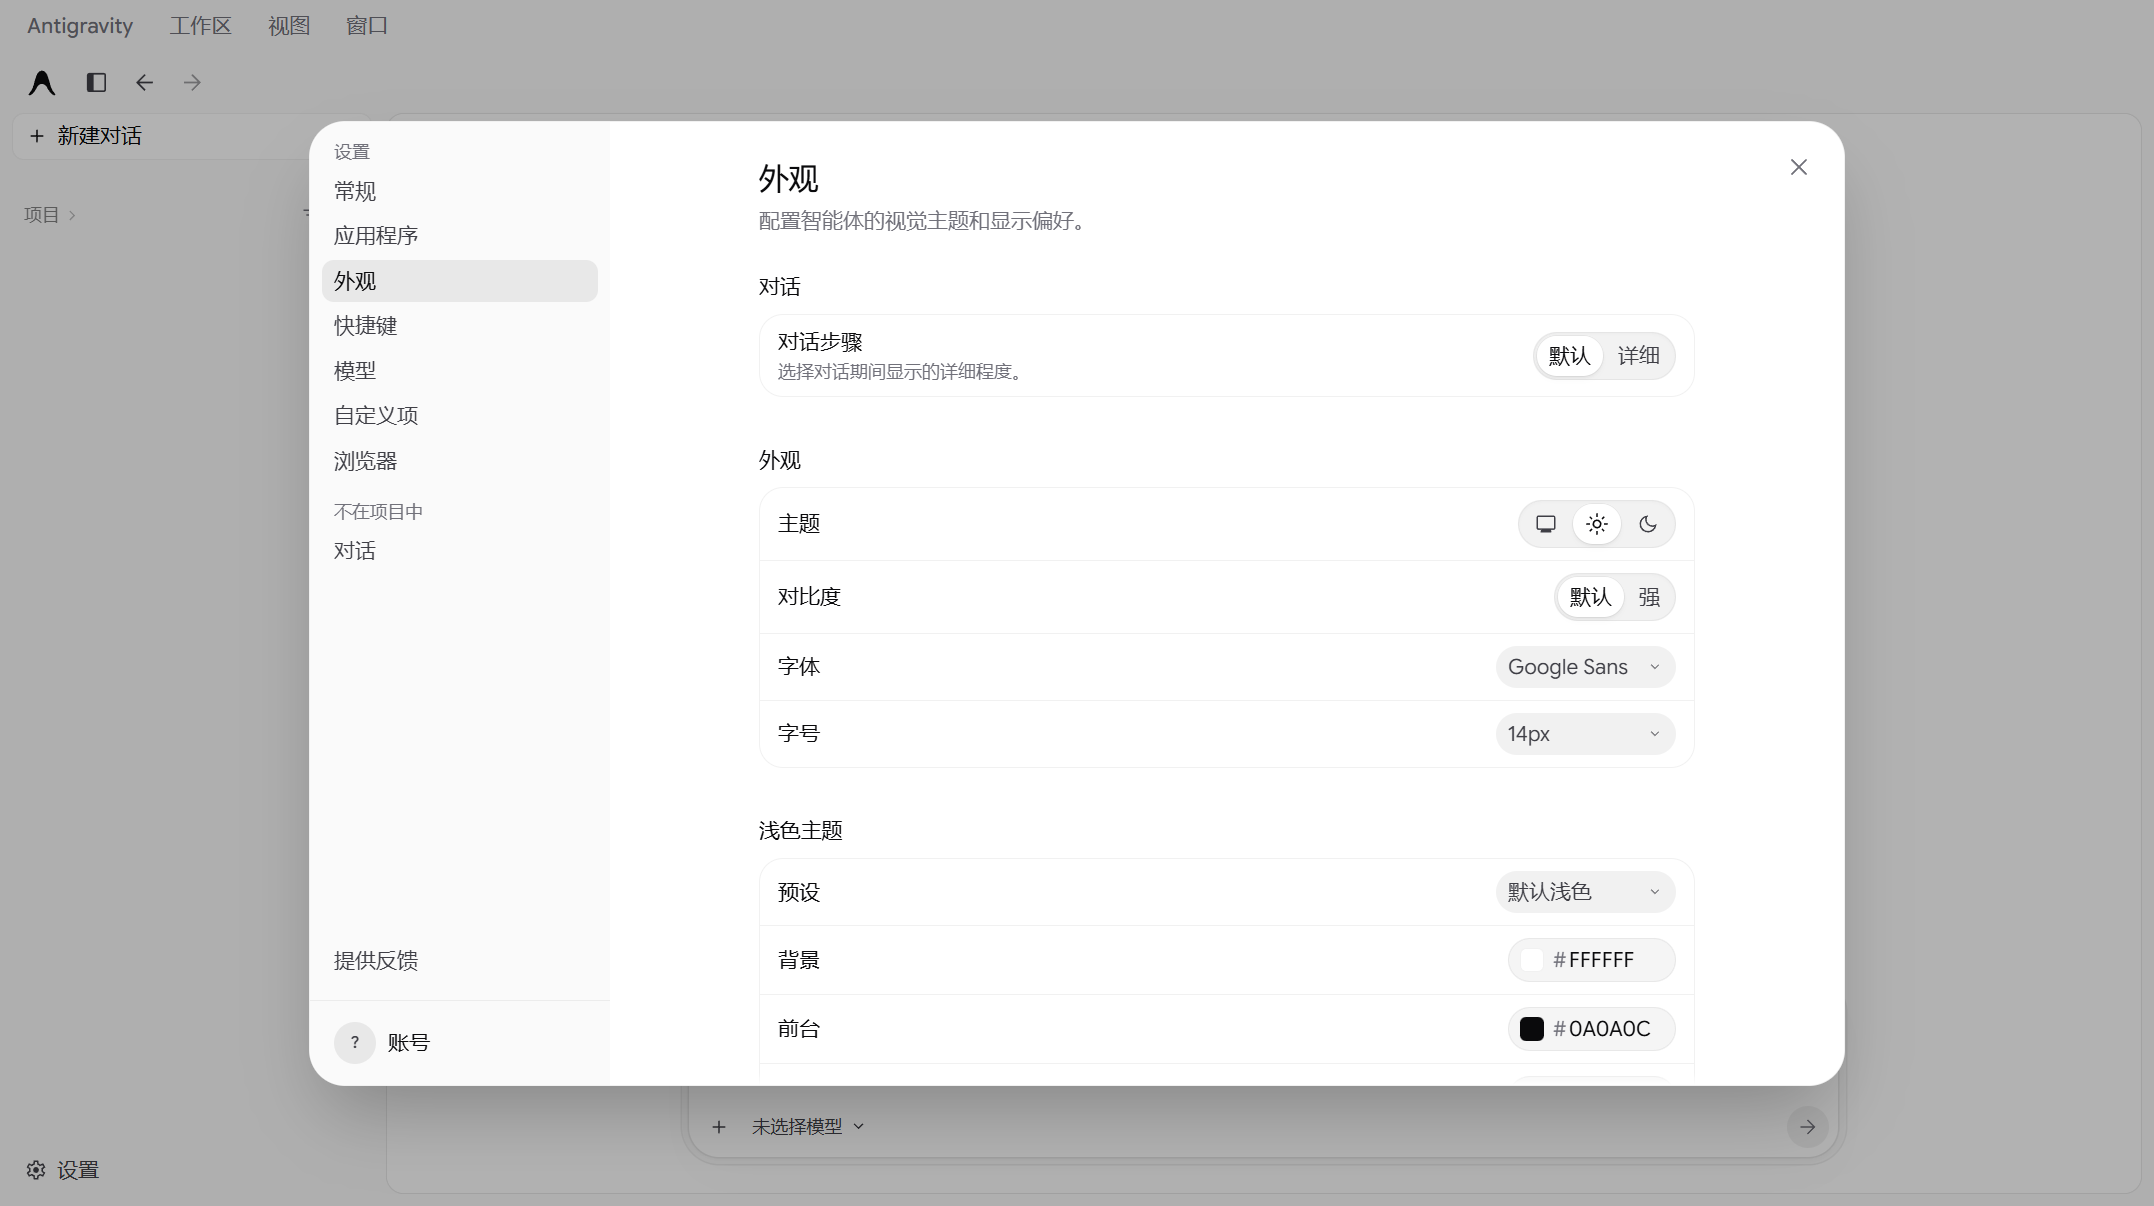 Antigravity 工作区 视图 窗口
新建对话
项目
设置
常规
应用程序
外观
快捷键
模型
自定义项
浏览器
不在项目中
对话
提供反馈
? 账号
外观
配置智能体的视觉主题和显示偏好。
对话
对话步骤
选择对话期间显示的详细程度。
默认 详细
外观
主题
对比度 默认 强
字体 Google Sans
字号 14px
浅色主题
预设 默认浅色
背景 #FFFFFF
前台 #0A0A0C
未选择模型
设置